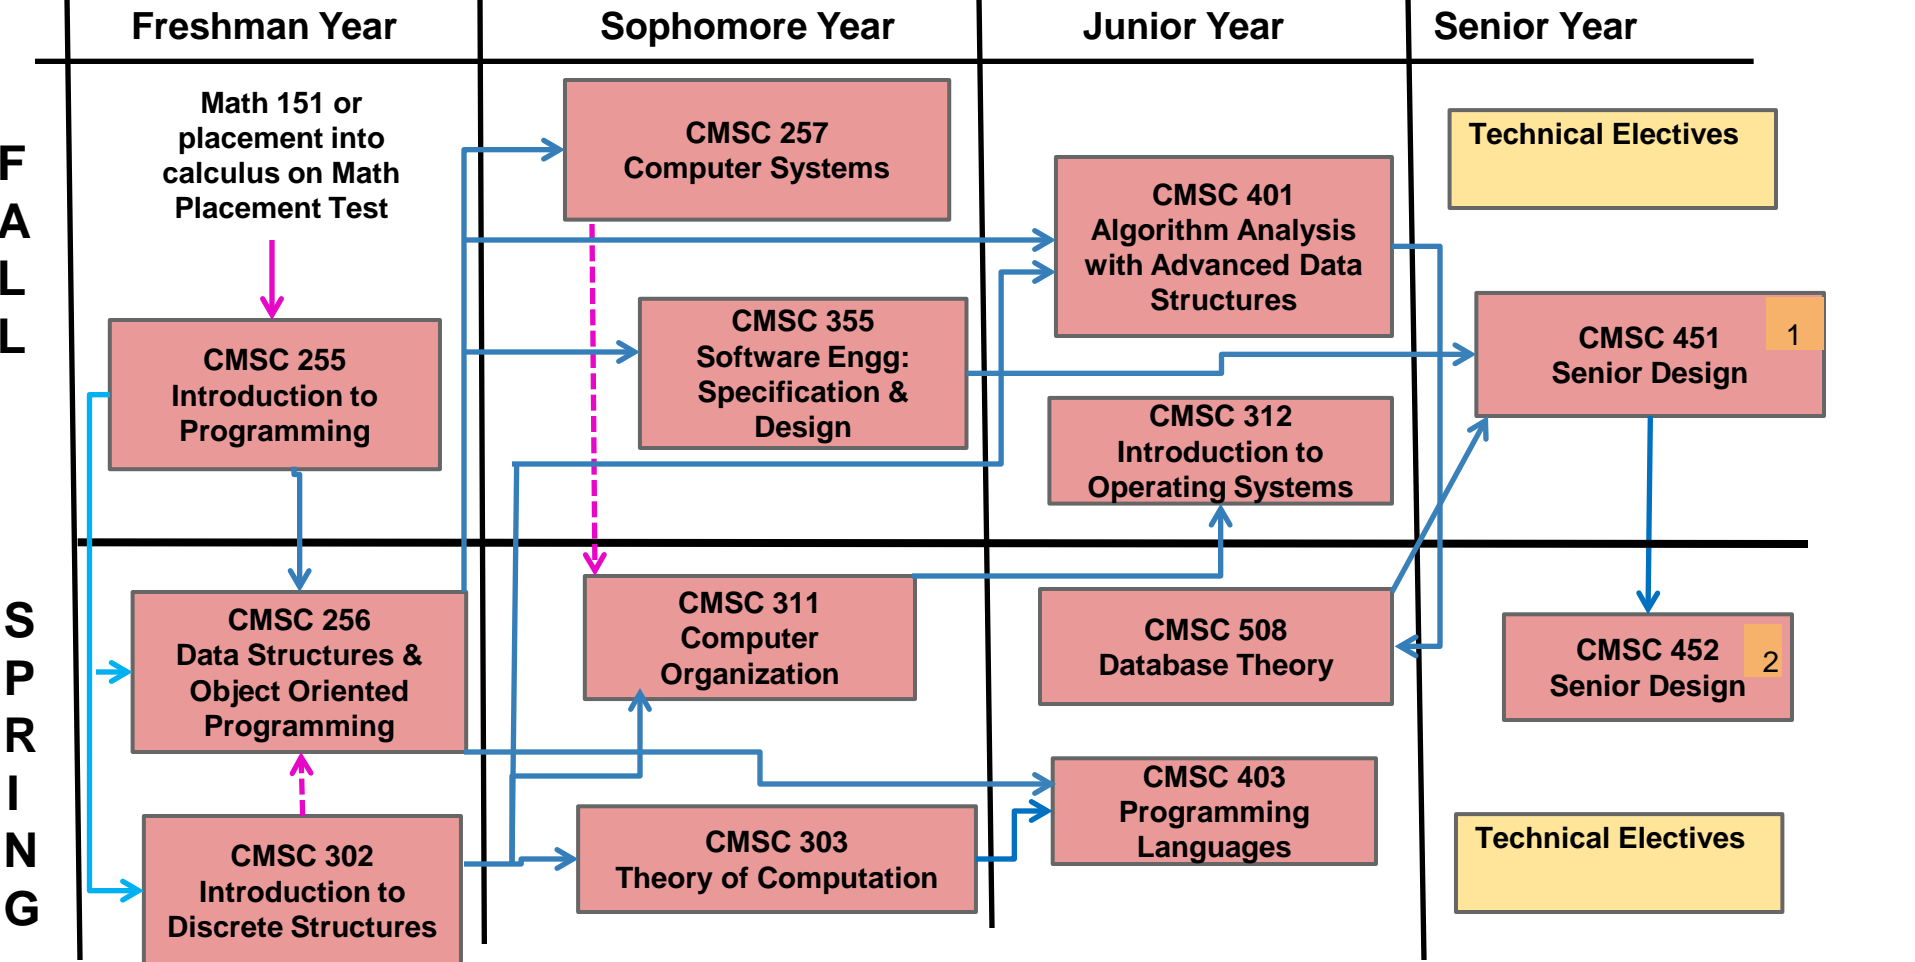 Freshman Year
Sophomore Year
Junior Year
Senior Year
F
A
L
L
Math 151 or
placement into
calculus on Math
Placement Test
CMSC 255
Introduction to
Programming
CMSC 257
Computer Systems
CMSC 355
Software Engg:
Specification &
Design
CMSC 401
Algorithm Analysis
with Advanced Data
Structures
CMSC 312
Introduction to
Operating Systems
Technical Electives
CMSC 451
Senior Design
1
S
P
R
I
N
G
CMSC 256
Data Structures &
Object Oriented
Programming
CMSC 302
Introduction to
Discrete Structures
CMSC 311
Computer
Organization
CMSC 303
Theory of Computation
CMSC 508
Database Theory
CMSC 403
Programming
Languages
CMSC 452
Senior Design
2
Technical Electives